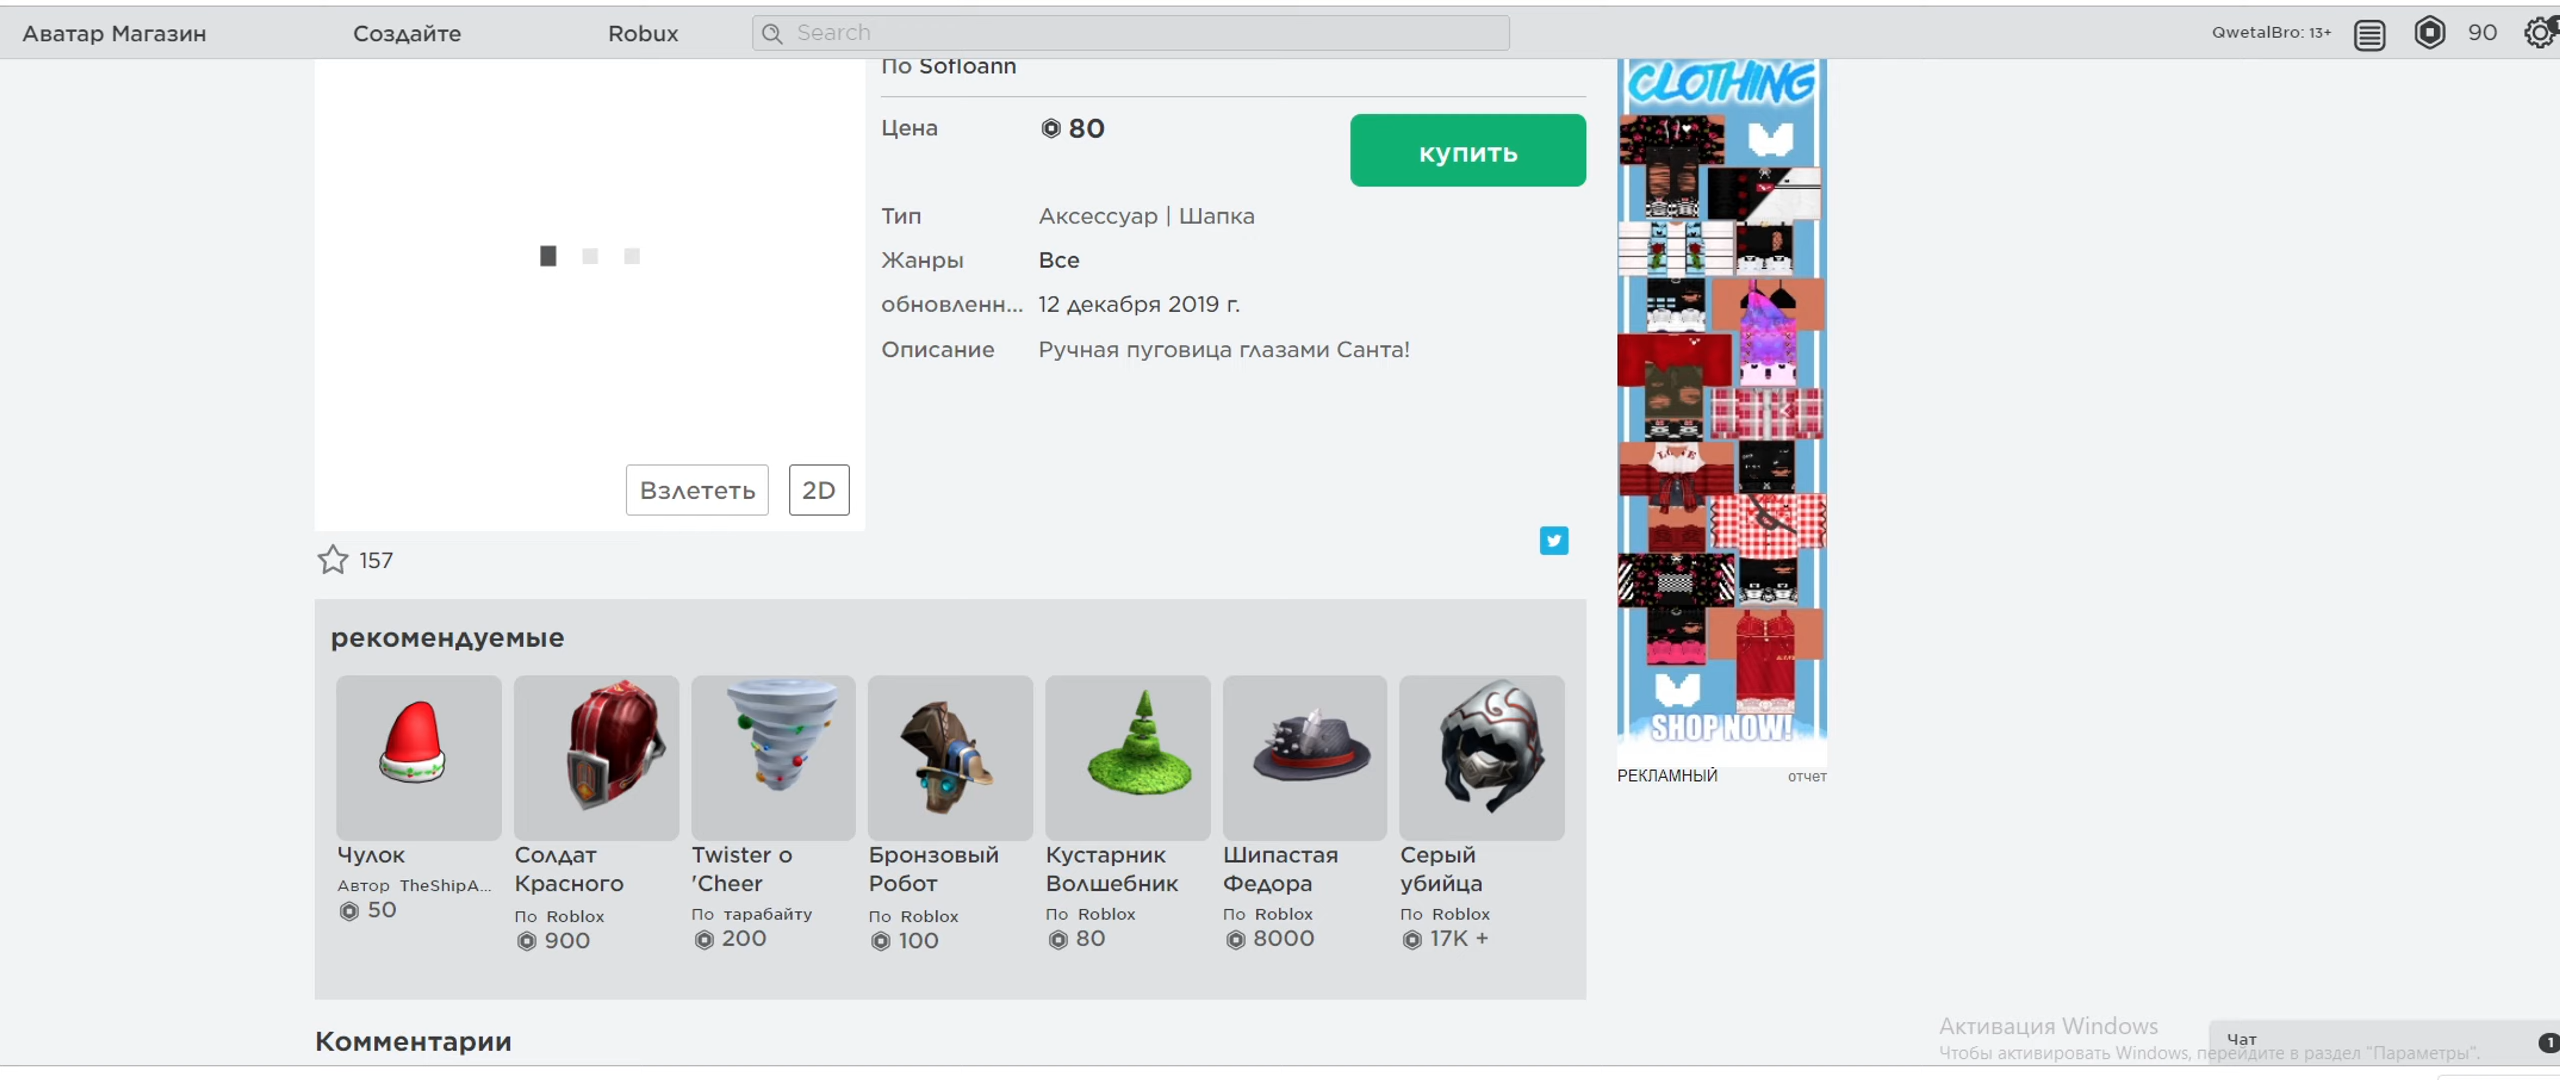 Аватар Магазин Создайте Robux Search QwetalBro: 13+ 90
По Sofloann
Цена 80
купить
Тип Аксессуар | Шапка
Жанры Все
обновленн... 12 декабря 2019 г.
Описание Ручная пуговица глазами Санта!
Взлететь 2D
157
рекомендуемые
Чулок
Автор TheShipA...
50
Солдат
Красного
По Roblox
900
Twister o
'Cheer
По тарабайту
200
Бронзовый
Робот
По Roblox
100
Кустарник
Волшебник
По Roblox
80
Шипастая
Федора
По Roblox
8000
Серый
убийца
По Roblox
17K +
Комментарии
CLOTHING
SHOP NOW!
РЕКЛАМНЫЙ отчет
Активация Windows
Чтобы активировать Windows, перейдите в раздел "Параметры".
Чат 1